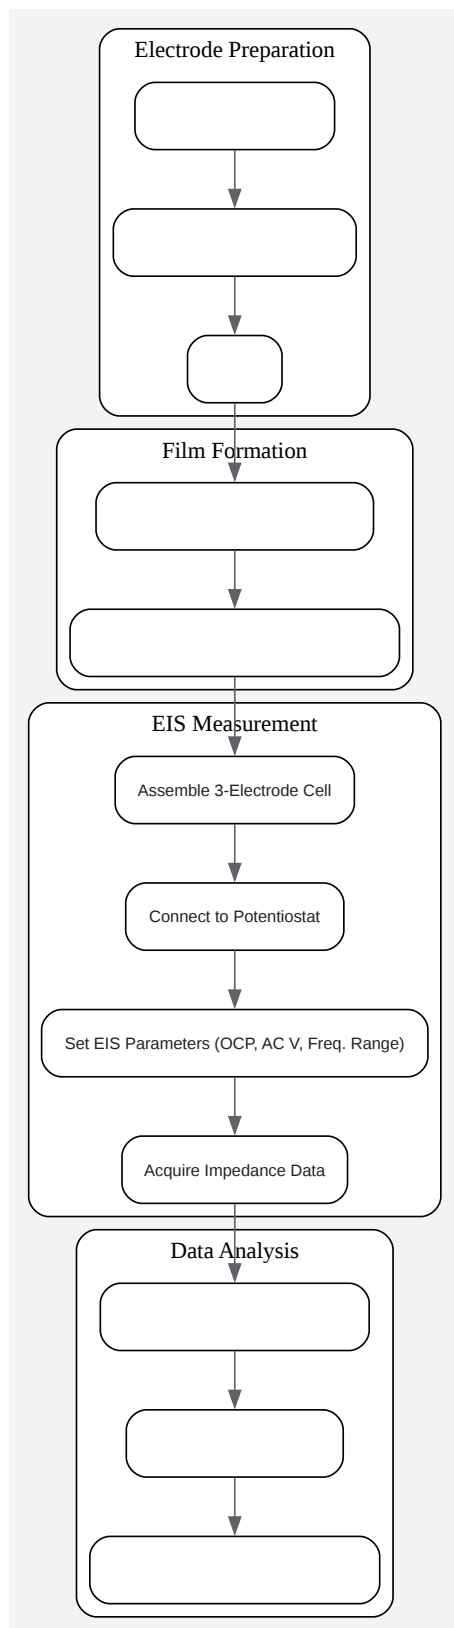 Electrode Preparation
Film Formation
EIS Measurement
Assemble 3-Electrode Cell
Connect to Potentiostat
Set EIS Parameters (OCP, AC V, Freq. Range)
Acquire Impedance Data
Data Analysis